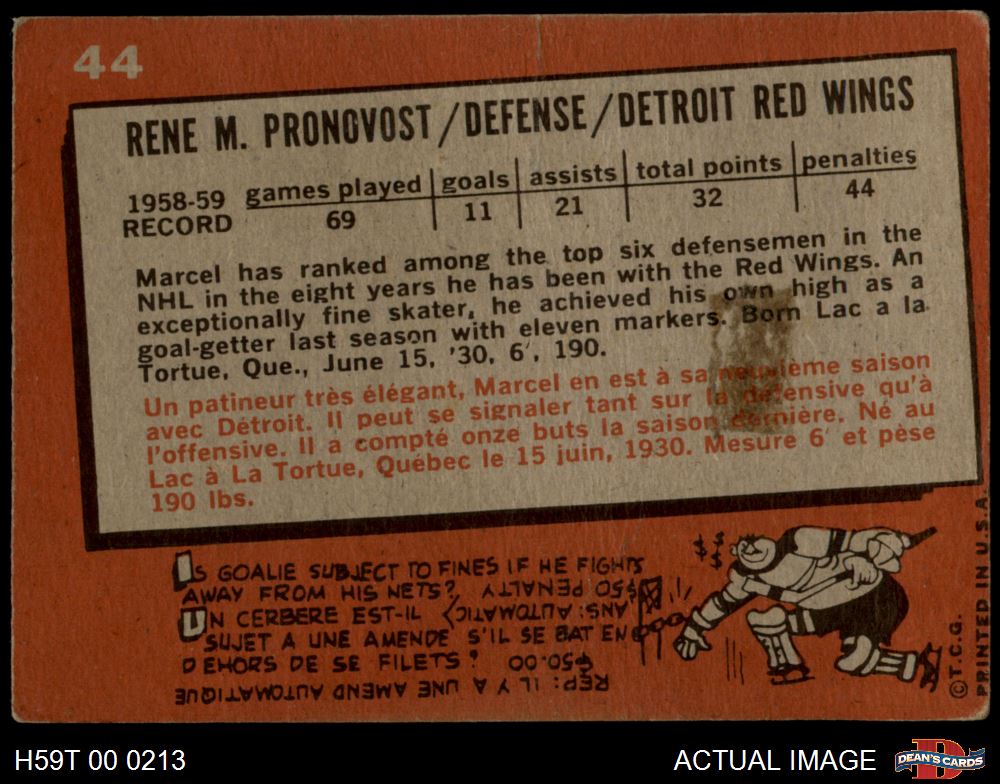 44
RENE M. PRONOVOST/DEFENSE/DETROIT RED WINGS
1958-59 RECORD games played goals assists total points penalties
69 11 21 32 44
Marcel has ranked among the top six defensemen in the
NHL in the eight years he has been with the Red Wings. An
exceptionally fine skater, he achieved his own high as a
goal-getter last season with eleven markers. Born Lac a la
Tortue, Que., June 15, '30, 6', 190.
Un patineur très élégant, Marcel en est à sa neuvième saison
avec Détroit. Il peut se signaler tant sur la defensive qu'à
l'offensive. Il a compté onze buts la saison dernière. Né au
Lac à La Tortue, Québec le 15 juin, 1930. Mesure 6' et pèse
190 lbs.
IS GOALIE SUBJECT TO FINES IF HE FIGHTS
AWAY FROM HIS NETS? $50 PENALTY
UN CERBERE EST-IL ANS: AUTOMATIC
SUJET A UNE AMENDE S'IL SE BAT EN
DEHORS DE SE FILETS? $50.00
REP: IL Y A UNE AMEND AUTOMATIQUE
©T.C.G. PRINTED IN U.S.A.
H59T 00 0213
ACTUAL IMAGE
DEAN'S CARDS